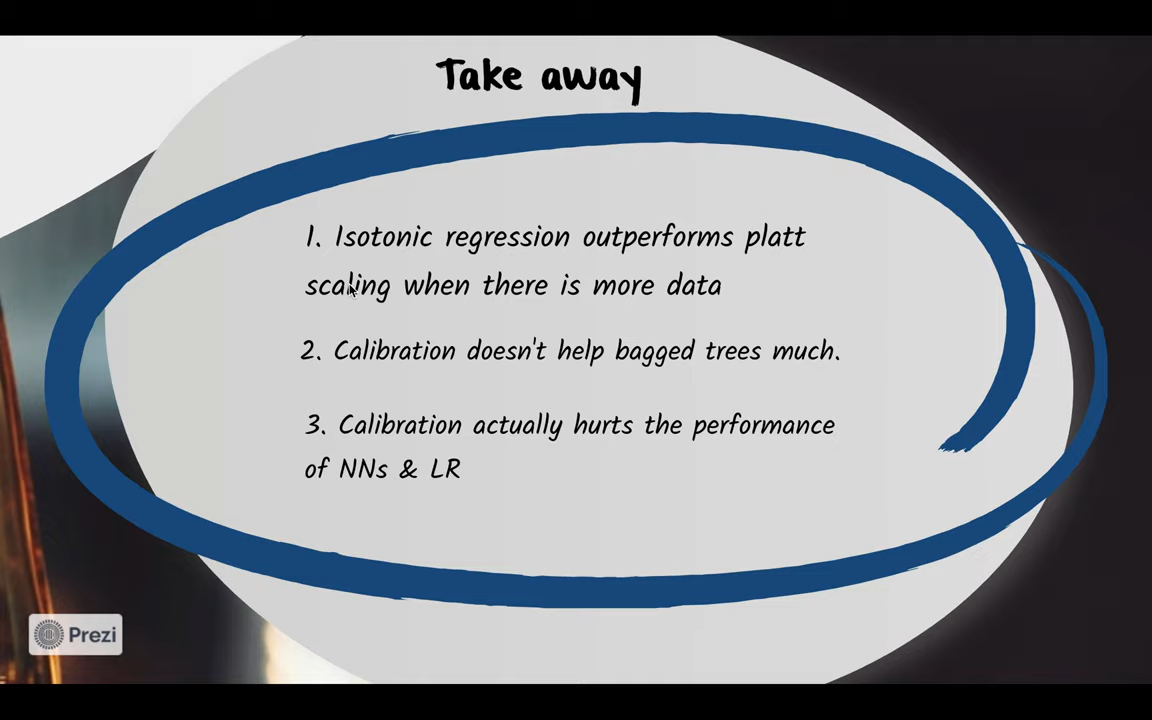 Take away
1. Isotonic regression outperforms platt
scaling when there is more data
2. Calibration doesn't help bagged trees much.
3. Calibration actually hurts the performance
of NNs & LR
Prezi